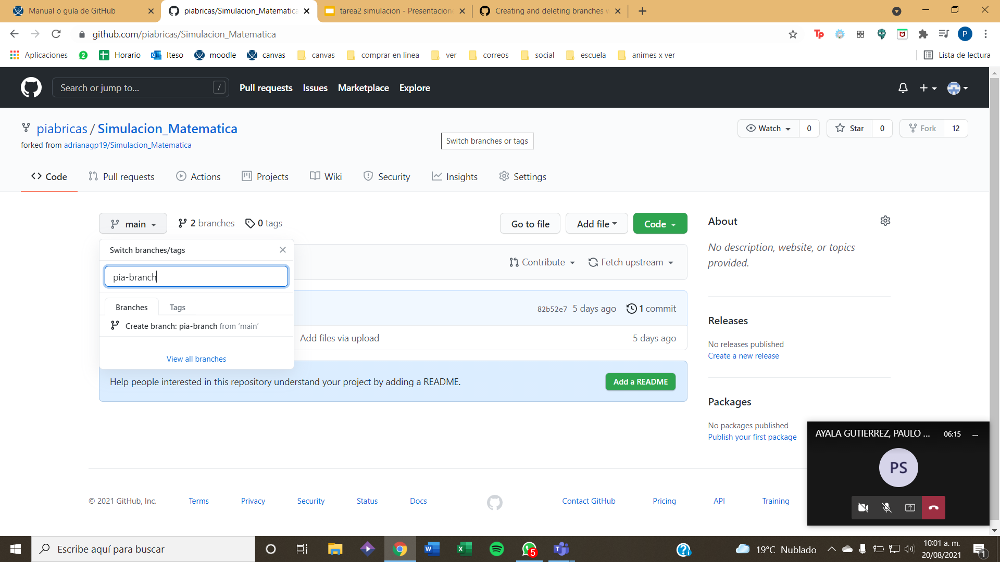 Manual o guía de GitHub
piabricas/Simulacion_Matematica
tarea2 simulacion - Presentacione
Creating and deleting branches w
github.com/piabricas/Simulacion_Matematica
Tp
P
Aplicaciones
2
Horario
Iteso
moodle
canvas
canvas
comprar en linea
ver
correos
social
escuela
animes x ver
Lista de lectura
Search or jump to...
/
Pull requests
Issues
Marketplace
Explore
piabricas / Simulacion_Matematica
forked from adrianagp19/Simulacion_Matematica
Switch branches or tags
Watch
0
Star
0
Fork
12
Code
Pull requests
Actions
Projects
Wiki
Security
Insights
Settings
main
2 branches
0 tags
Go to file
Add file
Code
Switch branches/tags
pia-branch
Branches
Tags
Create branch: pia-branch from 'main'
View all branches
Contribute
Fetch upstream
82b52e7
5 days ago
1 commit
Add files via upload
5 days ago
Help people interested in this repository understand your project by adding a README.
Add a README
About
No description, website, or topics
provided.
Releases
No releases published
Create a new release
Packages
No packages published
Publish your first package
AYALA GUTIERREZ, PAULO ...
06:15
PS
© 2021 GitHub, Inc.
Terms
Privacy
Security
Status
Docs
Contact GitHub
Pricing
API
Training
Escribe aquí para buscar
5
19°C Nublado
10:01 a. m.
20/08/2021
1